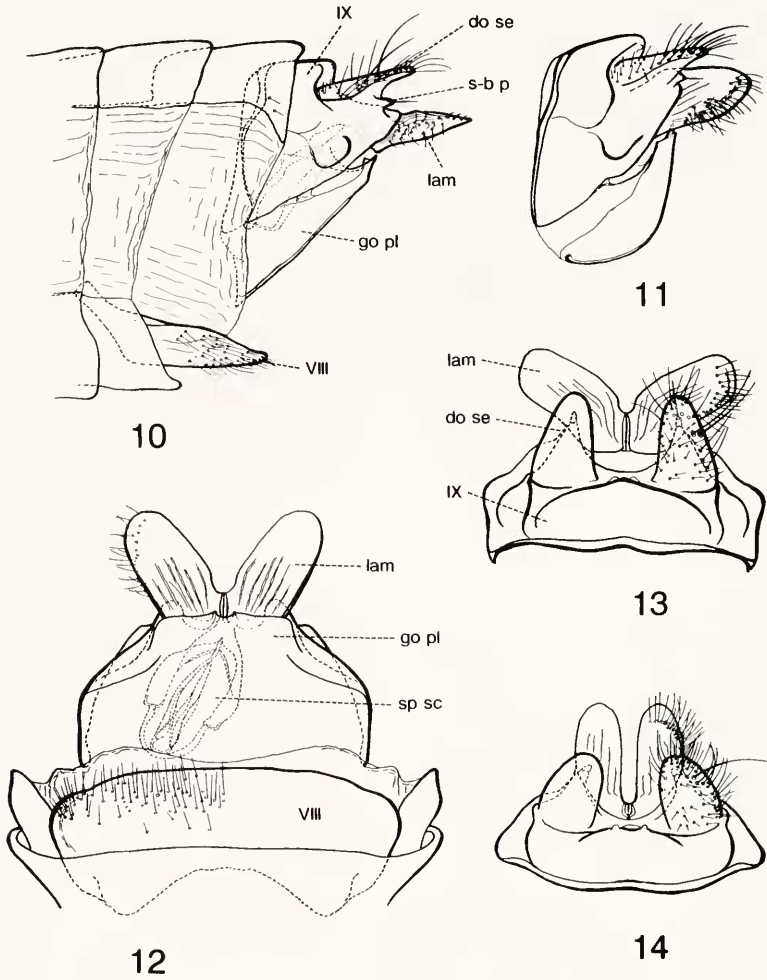 IX
do se
s-b p
lam
go pl
VIII
10
11
lam
do se
IX
13
lam
go pl
sp sc
VIII
12
14